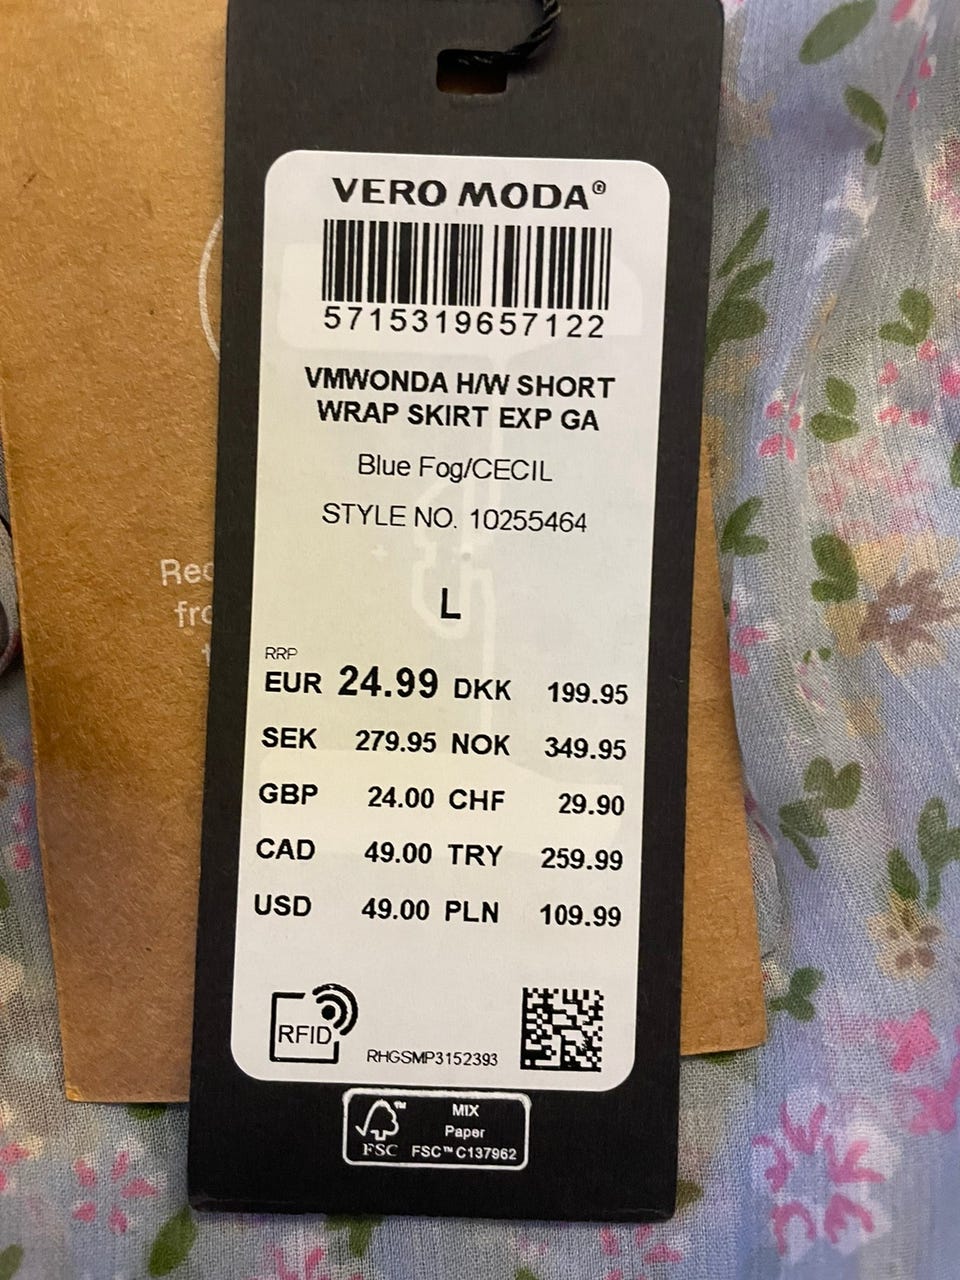 VERO MODA®
5715319657122
VMWONDA H/W SHORT
WRAP SKIRT EXP GA
Blue Fog/CECIL
STYLE NO. 10255464
L
RRP
EUR 24.99 DKK 199.95
SEK 279.95 NOK 349.95
GBP 24.00 CHF 29.90
CAD 49.00 TRY 259.99
USD 49.00 PLN 109.99
RFID
RHGSMP3152393
MIX
Paper
FSC™ C137962
FSC